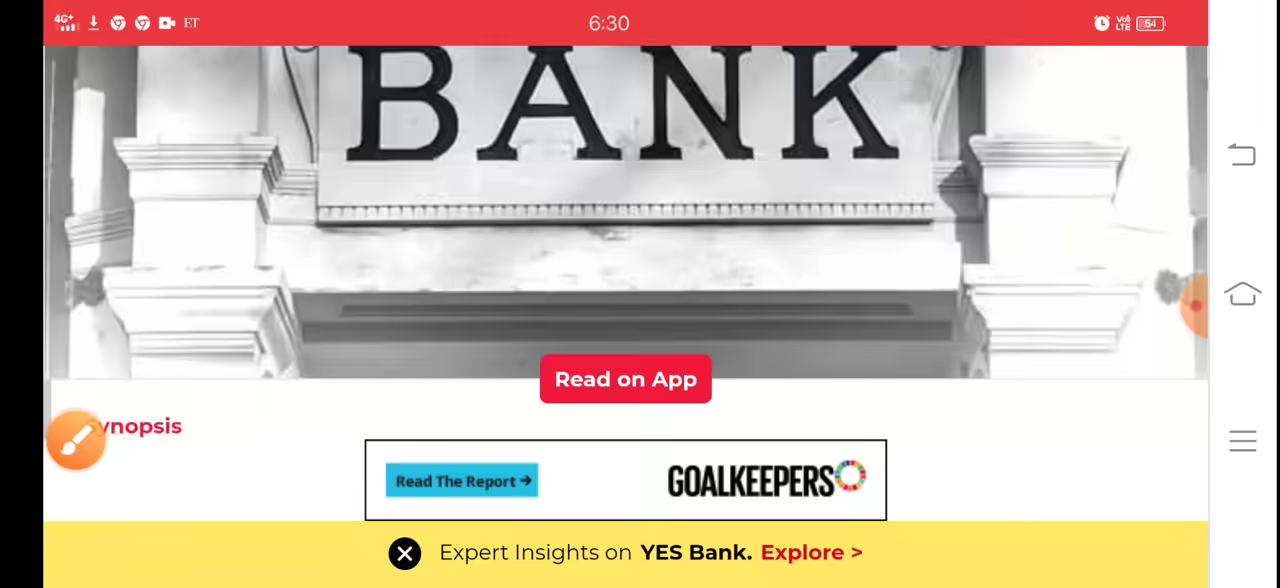 4G+ ET 6:30 Vo) LTE 54
BANK
Read on App
ynopsis
Read The Report → GOALKEEPERS
Expert Insights on YES Bank. Explore >